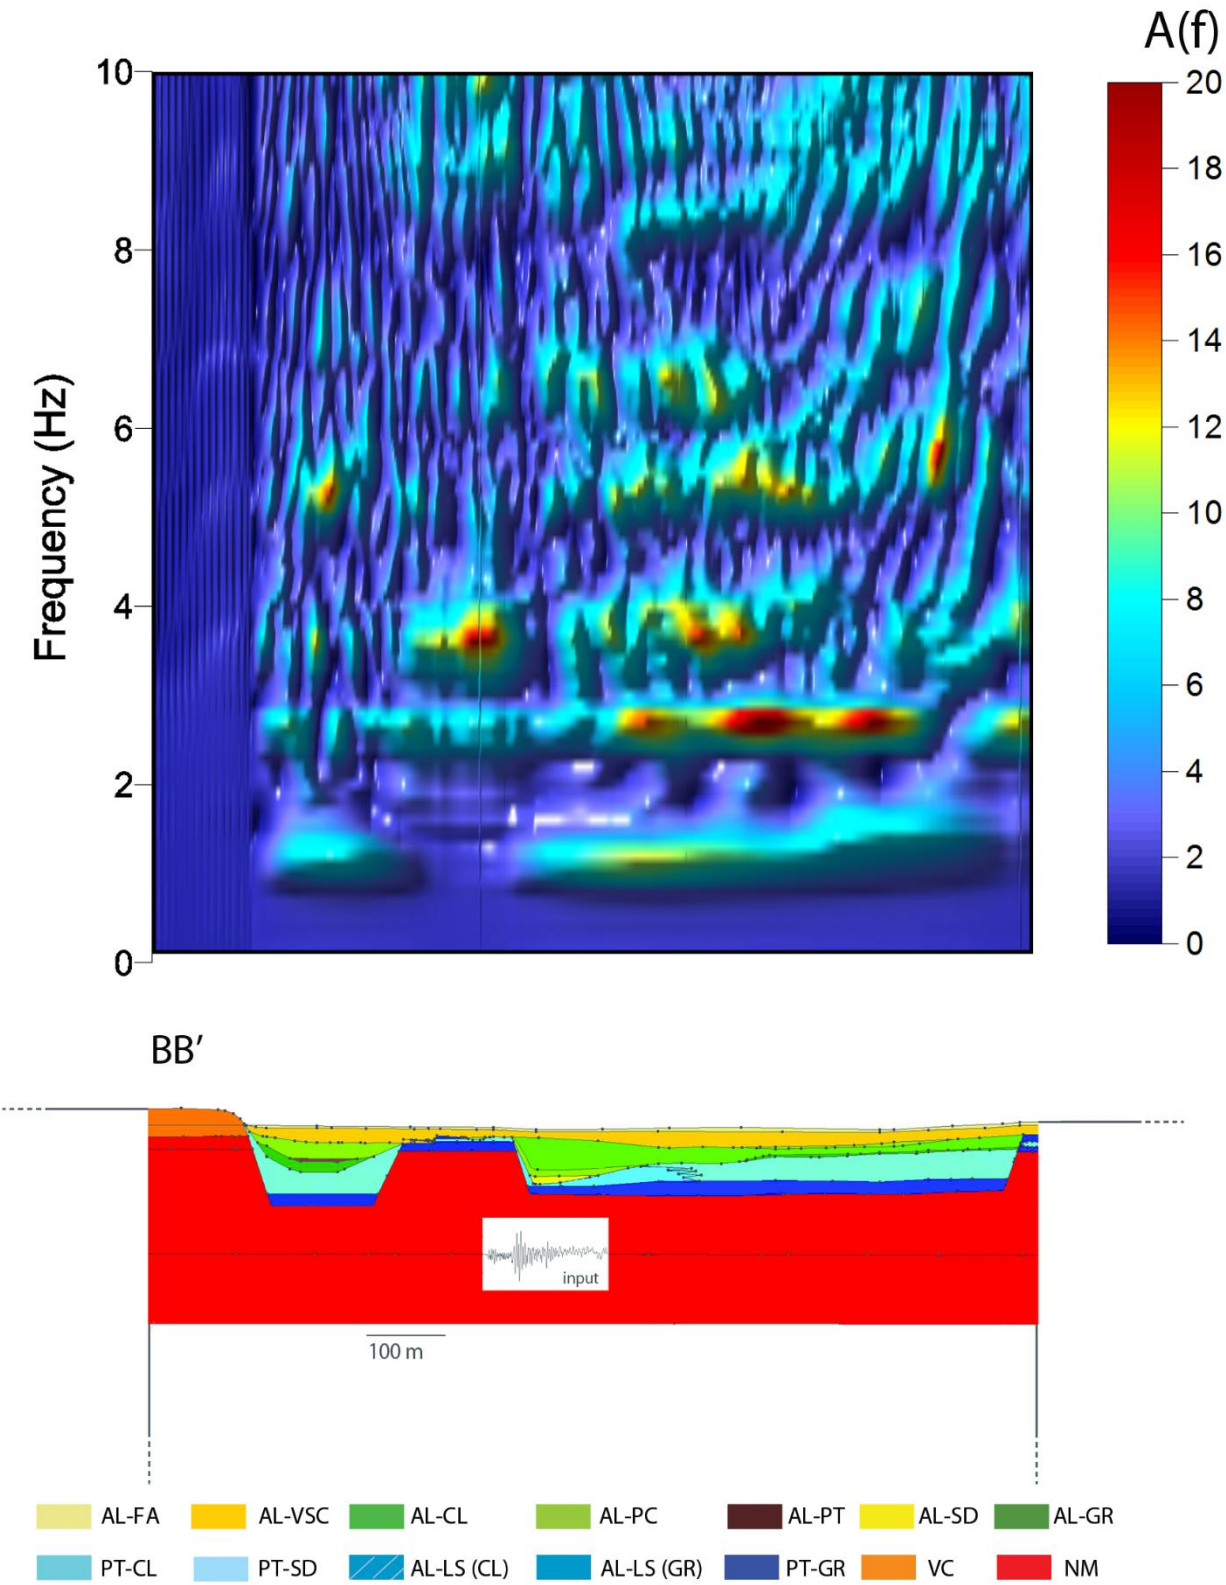 A(f)
10
8
6
4
2
0
Frequency (Hz)
20
18
16
14
12
10
8
6
4
2
0
BB’
input
100 m
AL-FA AL-VSC AL-CL AL-PC AL-PT AL-SD AL-GR
PT-CL PT-SD AL-LS (CL) AL-LS (GR) PT-GR VC NM